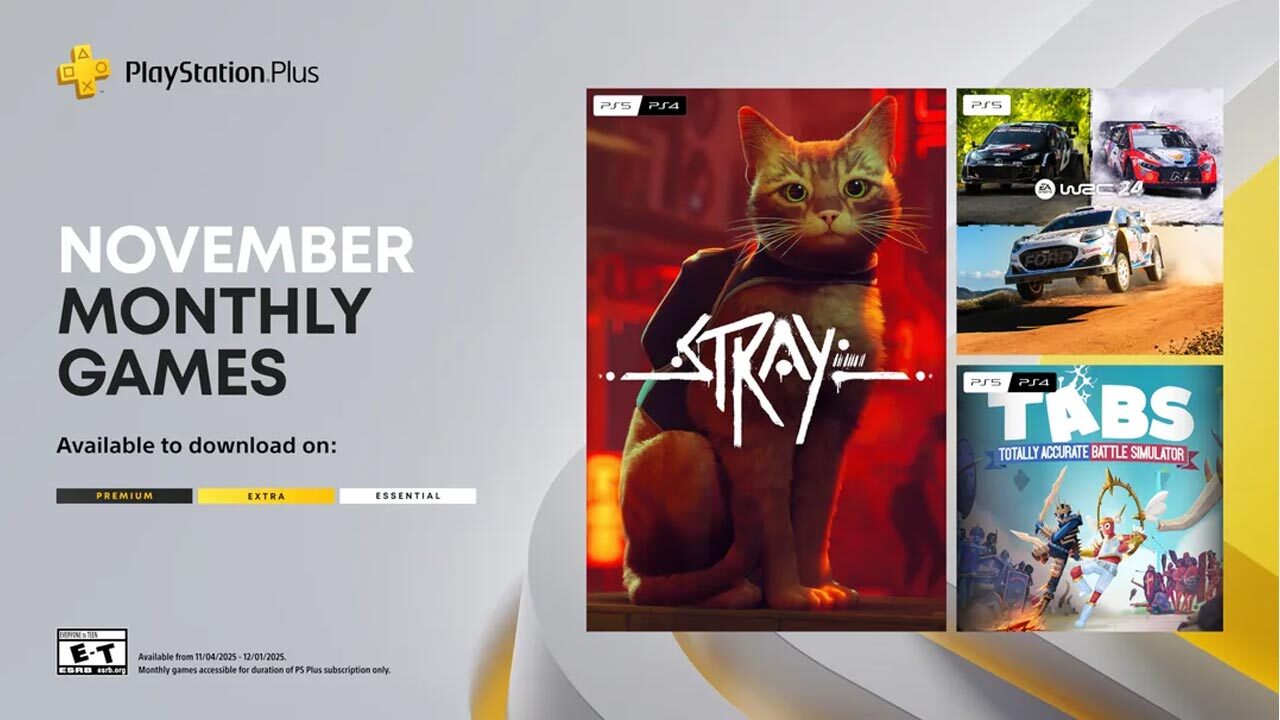 PlayStation Plus
NOVEMBER
MONTHLY
GAMES
Available to download on:
PREMIUM
EXTRA
ESSENTIAL
EVERYONE to TEEN
E-T
ESRB esrb.org
Available from 11/04/2025 - 12/01/2025.
Monthly games accessible for duration of PS Plus subscription only.
PS5 PS4
STRAY
PS5
EA SPORTS WRC 24
FORD
PS5 PS4
TABS
TOTALLY ACCURATE BATTLE SIMULATOR